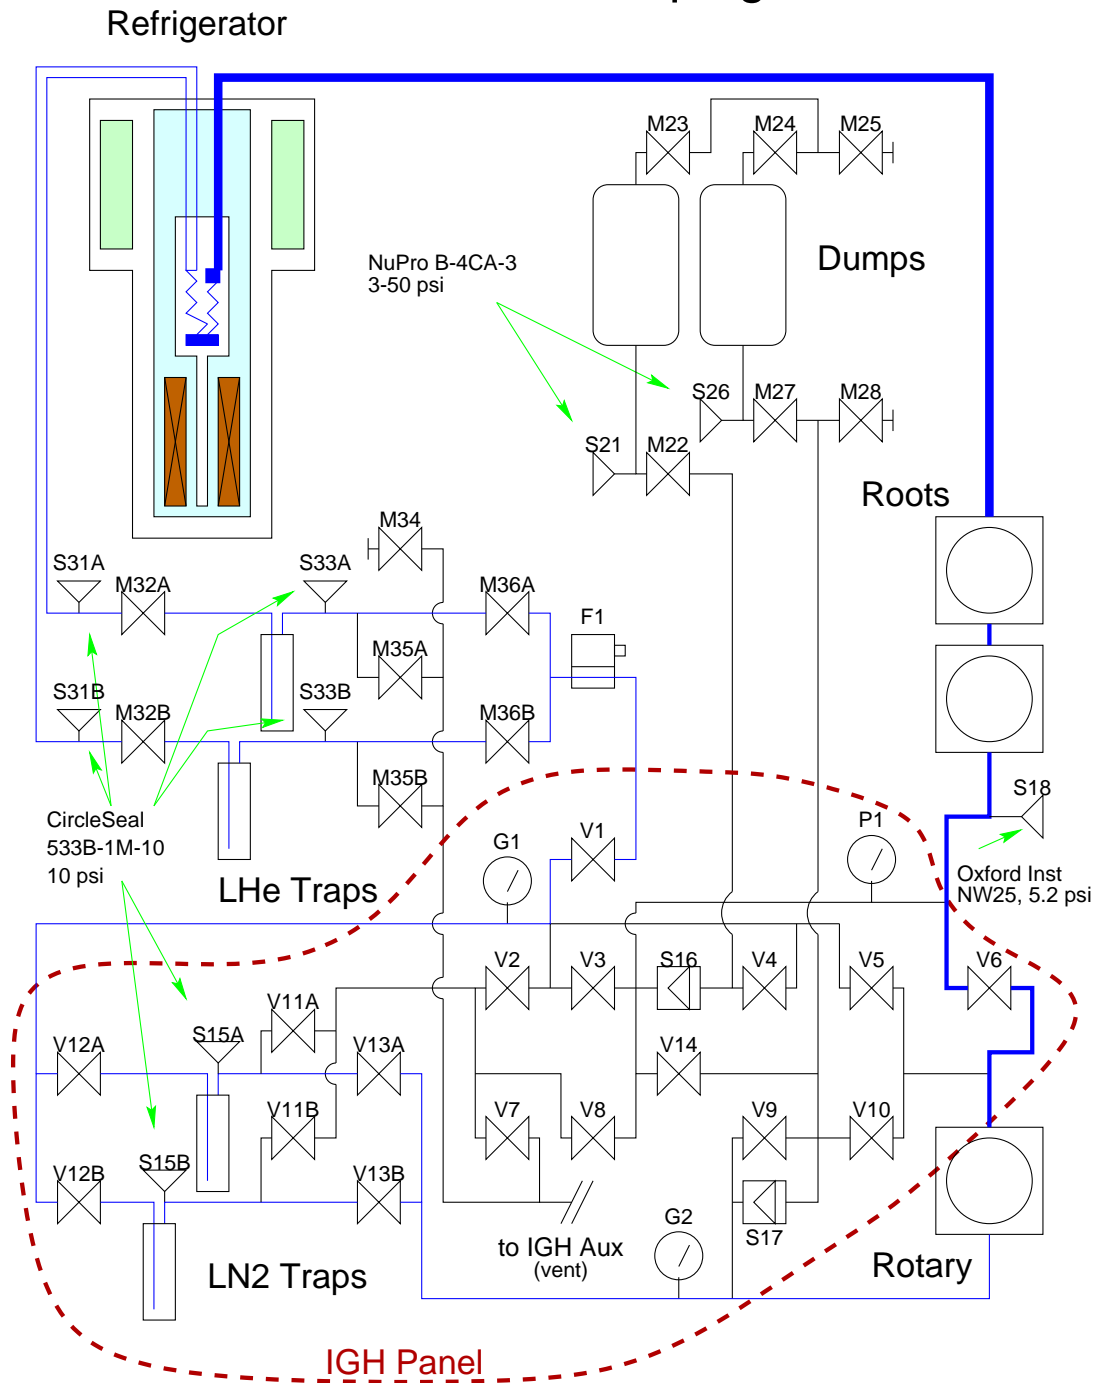 Refrigerator
M23
M24
M25
NuPro B-4CA-3
3-50 psi
Dumps
S26
M27
M28
S21
M22
Roots
M34
S31A
M32A
S33A
M36A
F1
M35A
S31B
M32B
S33B
M36B
M35B
S18
CircleSeal
533B-1M-10
10 psi
LHe Traps
G1
V1
P1
Oxford Inst
NW25, 5.2 psi
V2
V3
S16
V4
V5
V6
V11A
S15A
V12A
V13A
V14
V11B
V7
V8
V9
V10
S15B
V12B
V13B
G2
S17
to IGH Aux
(vent)
Rotary
LN2 Traps
IGH Panel